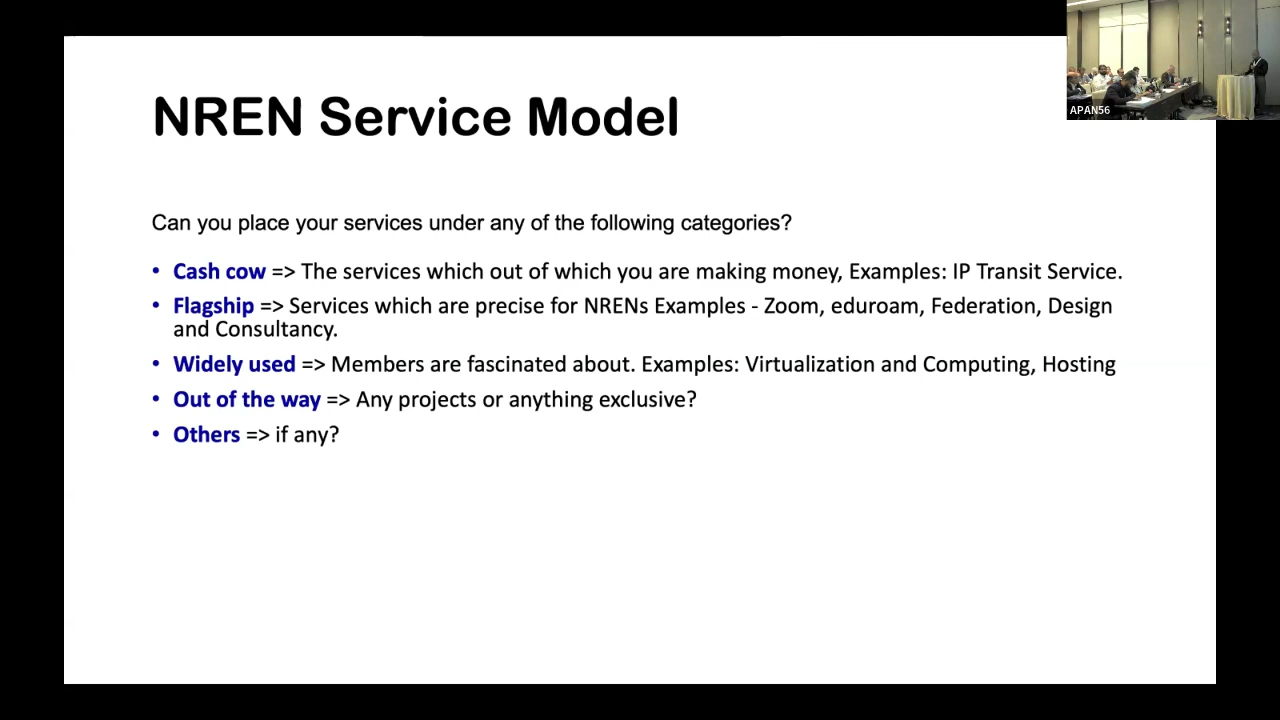 NREN Service Model
APAN56
Can you place your services under any of the following categories?
• Cash cow => The services which out of which you are making money, Examples: IP Transit Service.
• Flagship => Services which are precise for NRENs Examples - Zoom, eduroam, Federation, Design
and Consultancy.
• Widely used => Members are fascinated about. Examples: Virtualization and Computing, Hosting
• Out of the way => Any projects or anything exclusive?
• Others => if any?